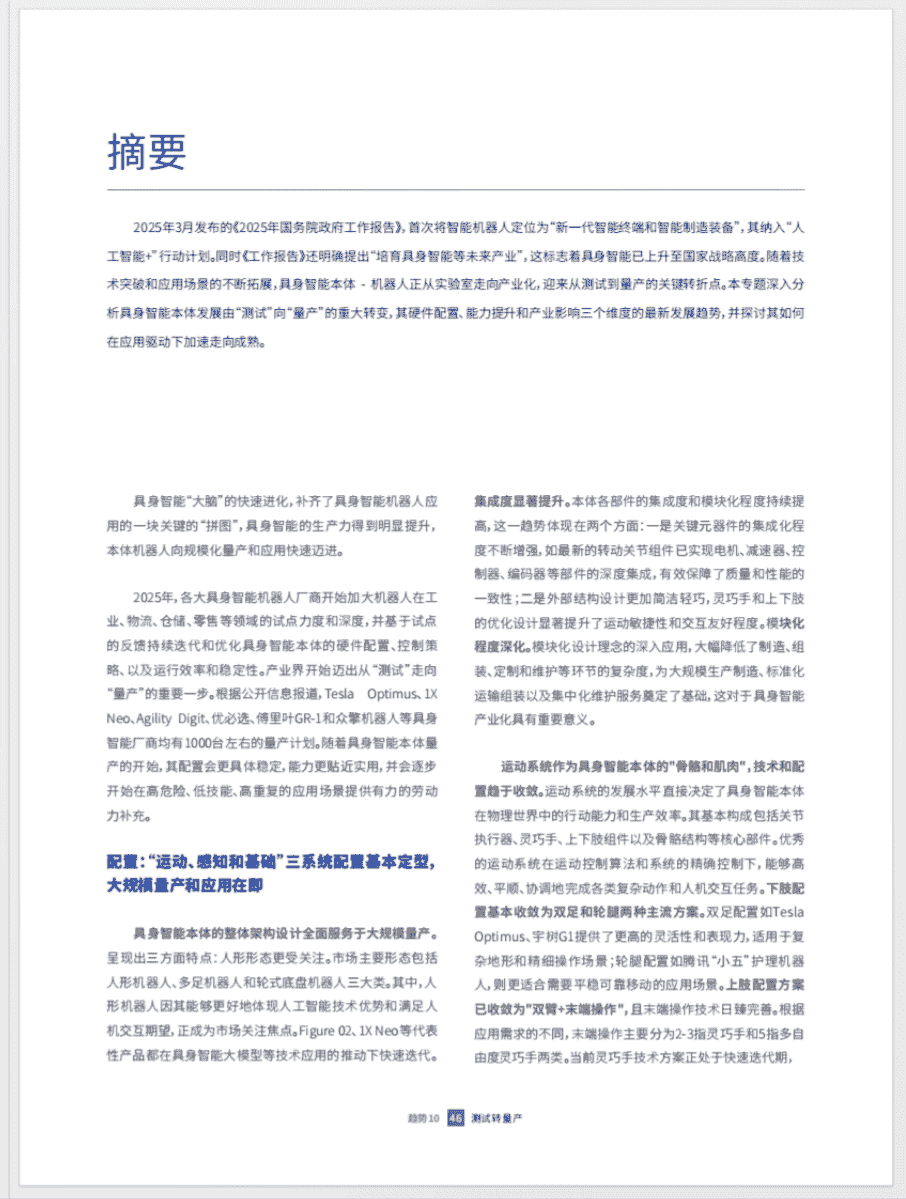 摘要
2025年3月发布的《2025年国务院政府工作报告》,首次将智能机器人定位为“新一代智能终端和智能制造装备”,其纳入“人
工智能+”行动计划。同时《工作报告》还明确提出“培育具身智能等未来产业”,这标志着具身智能已上升至国家战略高度。随着技
术突破和应用场景的不断拓展,具身智能本体 - 机器人正从实验室走向产业化,迎来从测试到量产的关键转折点。本专题深入分
析具身智能本体发展由“测试”向“量产”的重大转变,其硬件配置、能力提升和产业影响三个维度的最新发展趋势,并探讨其如何
在应用驱动下加速走向成熟。
具身智能“大脑”的快速进化,补齐了具身智能机器人应
用的一块关键的“拼图”,具身智能的生产力得到明显提升,
本体机器人向规模化量产和应用快速迈进。
2025年,各大具身智能机器人厂商开始加大机器人在工
业、物流、仓储、零售等领域的试点力度和深度,并基于试点
的反馈持续迭代和优化具身智能本体的硬件配置、控制策
略、以及运行效率和稳定性。产业界开始迈出从“测试”走向
“量产”的重要一步。根据公开信息报道,Tesla Optimus、1X
Neo、Agility Digit、优必选、傅里叶GR-1和众擎机器人等具身
智能厂商均有1000台左右的量产计划。随着具身智能本体量
产的开始,其配置会更具体稳定,能力更贴近实用,并会逐步
开始在高危险、低技能、高重复的应用场景提供有力的劳动
力补充。
配置:“运动、感知和基础”三系统配置基本定型,
大规模量产和应用在即
具身智能本体的整体架构设计全面服务于大规模量产。
呈现出三方面特点:人形形态更受关注。市场主要形态包括
人形机器人、多足机器人和轮式底盘机器人三大类。其中,人
形机器人因其能够更好地体现人工智能技术优势和满足人
机交互期望,正成为市场关注焦点。Figure 02、1X Neo等代表
性产品都在具身智能大模型等技术应用的推动下快速迭代。
集成度显著提升。本体各部件的集成度和模块化程度持续提
高,这一趋势体现在两个方面:一是关键元器件的集成化程
度不断增强,如最新的转动关节组件已实现电机、减速器、控
制器、编码器等部件的深度集成,有效保障了质量和性能的
一致性;二是外部结构设计更加简洁轻巧,灵巧手和上下肢
的优化设计显著提升了运动敏捷性和交互友好程度。模块化
程度深化。模块化设计理念的深入应用,大幅降低了制造、组
装、定制和维护等环节的复杂度,为大规模生产制造、标准化
运输组装以及集中化维护服务奠定了基础,这对于具身智能
产业化具有重要意义。
运动系统作为具身智能本体的"骨骼和肌肉",技术和配
置趋于收敛。运动系统的发展水平直接决定了具身智能本体
在物理世界中的行动能力和生产效率。其基本构成包括关节
执行器、灵巧手、上下肢组件以及骨骼结构等核心部件。优秀
的运动系统在运动控制算法和系统的精确控制下,能够高
效、平顺、协调地完成各类复杂动作和人机交互任务。下肢配
置基本收敛为双足和轮腿两种主流方案。双足配置如Tesla
Optimus、宇树G1提供了更高的灵活性和表现力,适用于复
杂地形和精细操作场景;轮腿配置如腾讯“小五”护理机器
人,则更适合需要平稳可靠移动的应用场景。上肢配置方案
已收敛为"双臂+末端操作",且末端操作技术日臻完善。根据
应用需求的不同,末端操作主要分为2-3指灵巧手和5指多自
由度灵巧手两类。当前灵巧手技术方案正处于快速迭代期,
趋势10 46 测试转量产